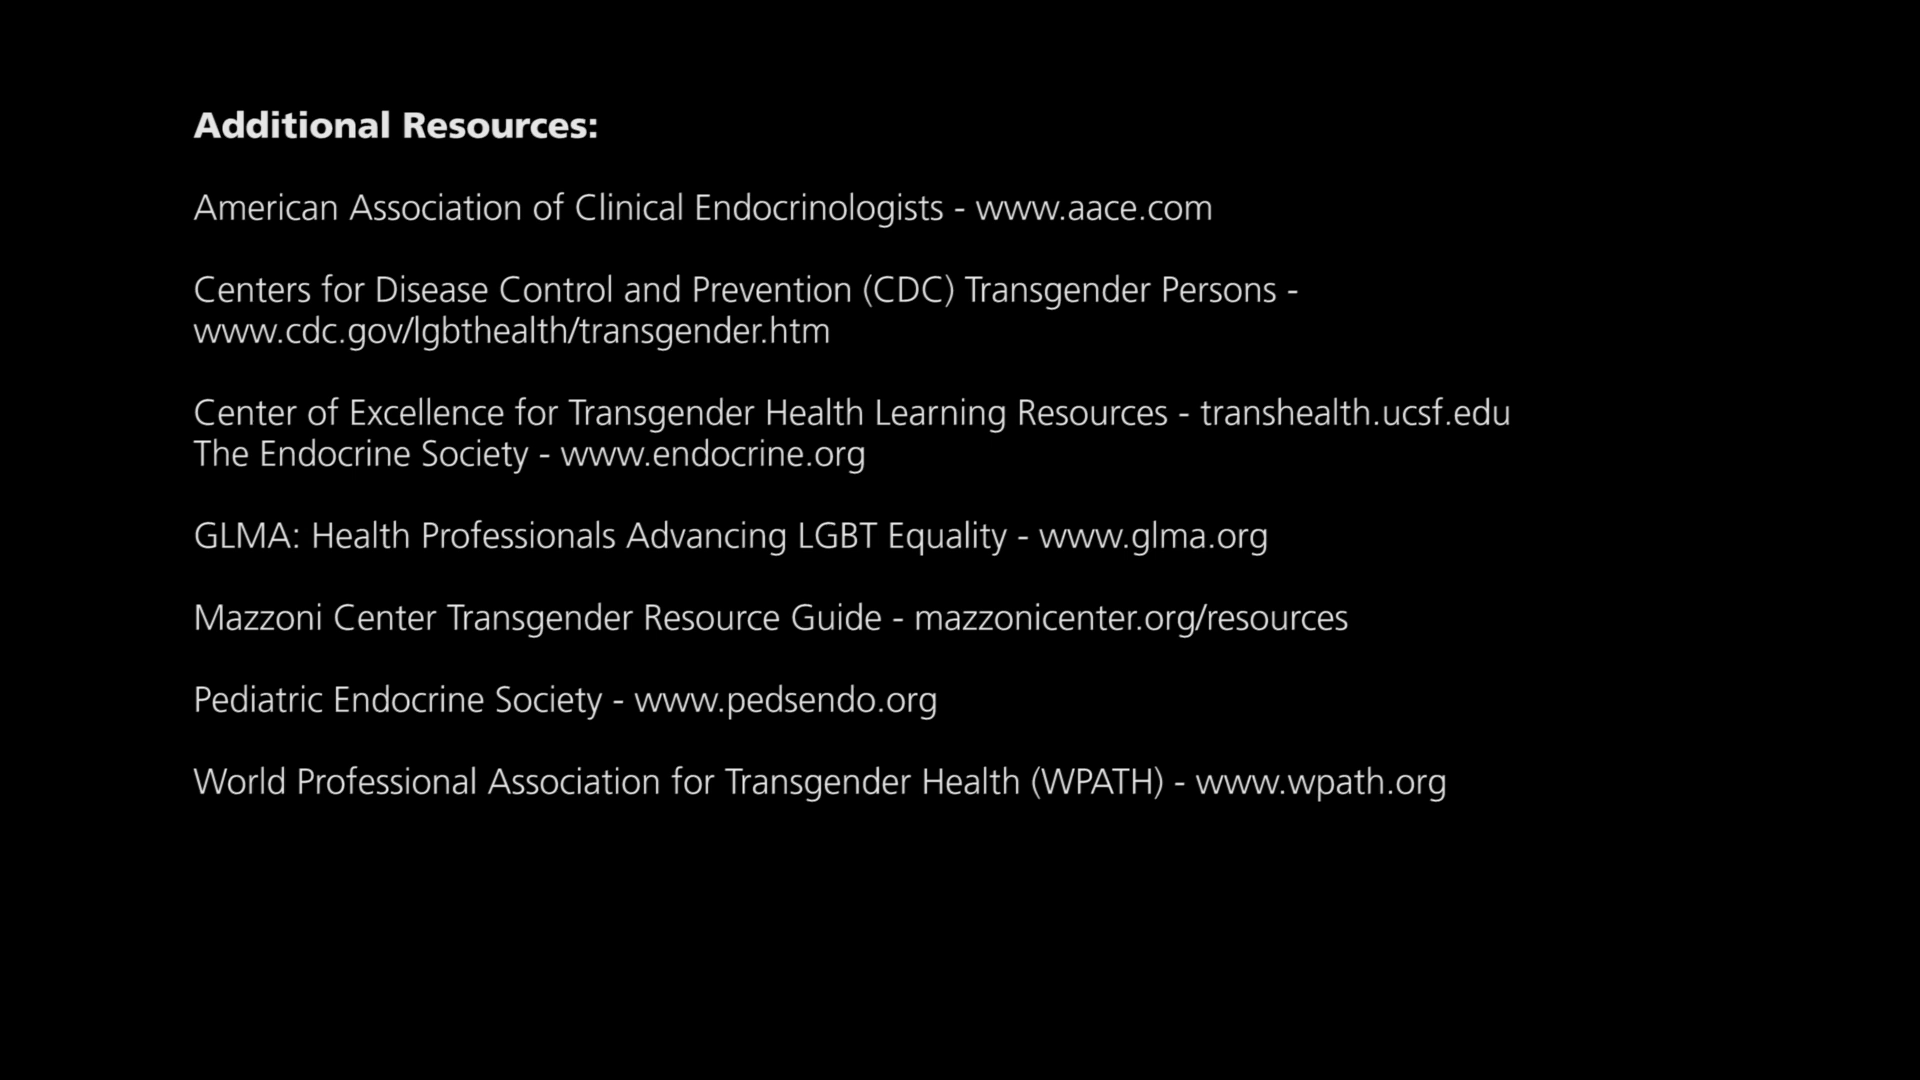 Additional Resources:
American Association of Clinical Endocrinologists - www.aace.com
Centers for Disease Control and Prevention (CDC) Transgender Persons -
www.cdc.gov/lgbthealth/transgender.htm
Center of Excellence for Transgender Health Learning Resources - transhealth.ucsf.edu
The Endocrine Society - www.endocrine.org
GLMA: Health Professionals Advancing LGBT Equality - www.glma.org
Mazzoni Center Transgender Resource Guide - mazzonicenter.org/resources
Pediatric Endocrine Society - www.pedsendo.org
World Professional Association for Transgender Health (WPATH) - www.wpath.org